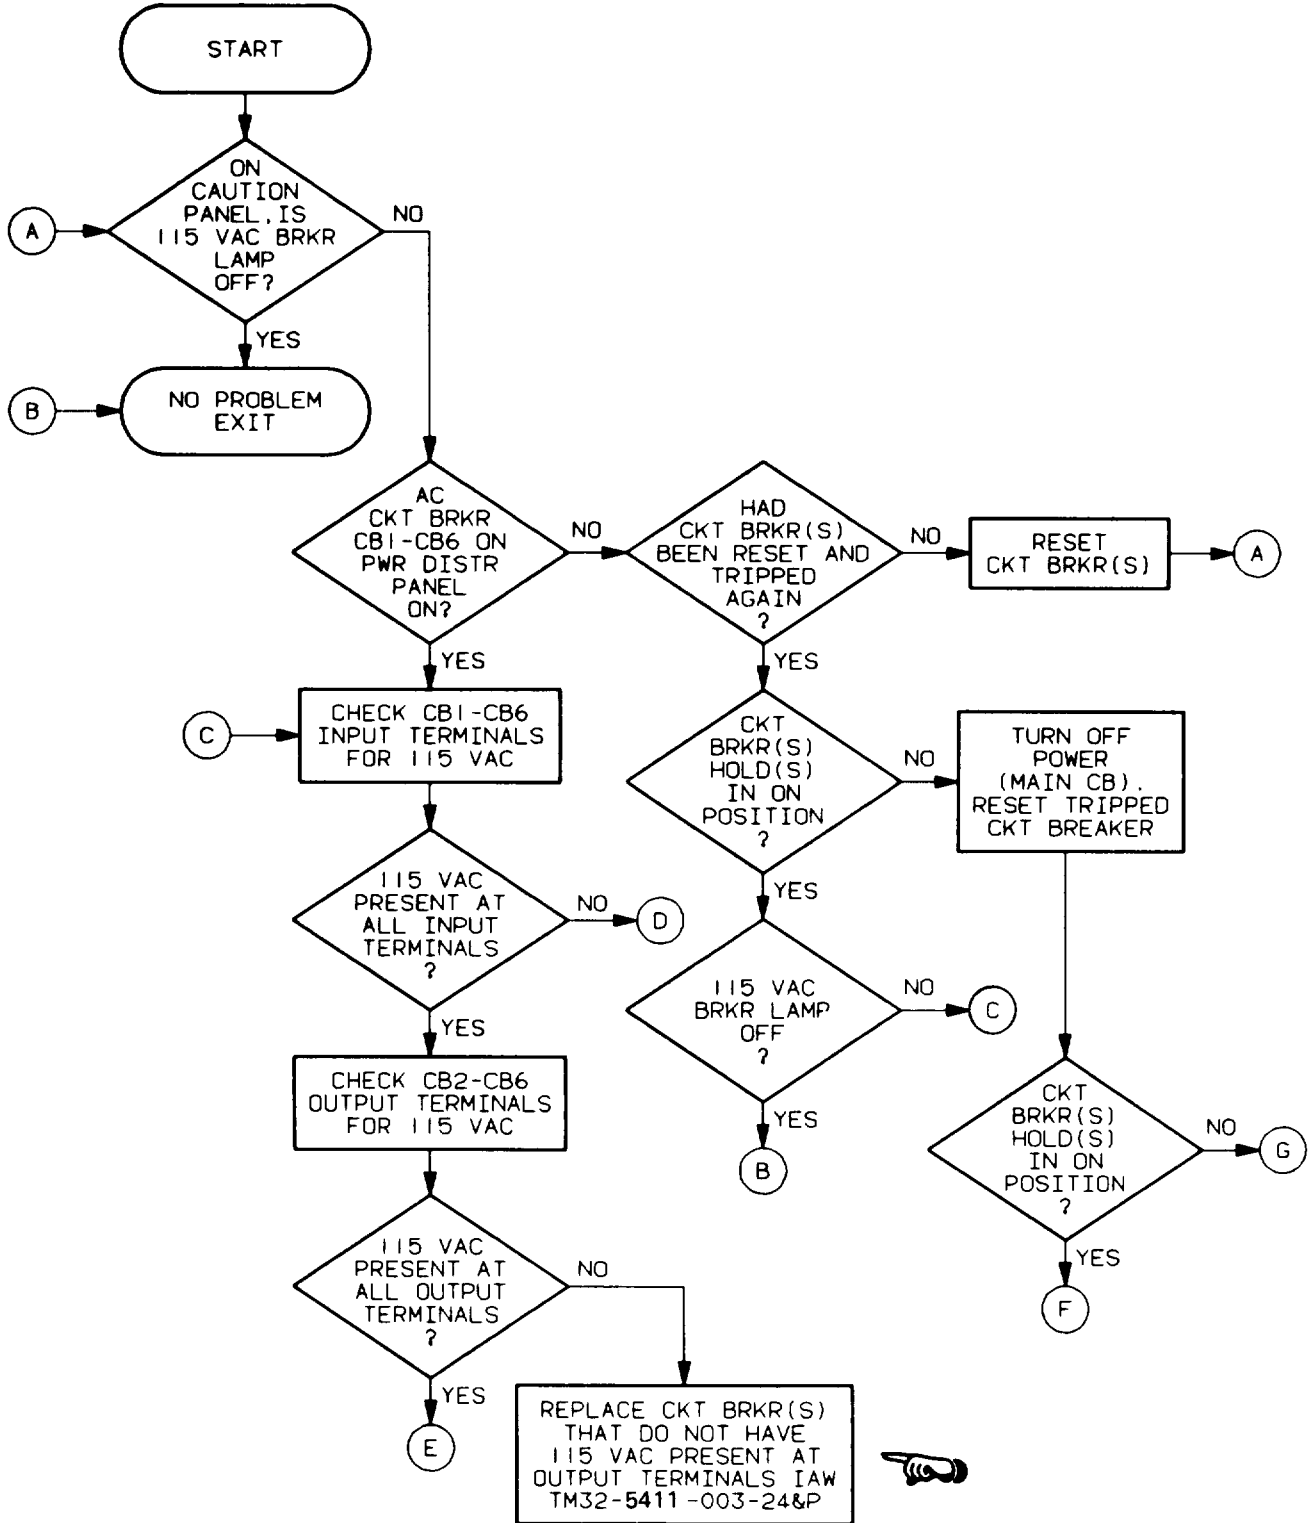 START
ON
CAUTION
PANEL, IS
115 VAC BRKR
LAMP
OFF?
NO
A
YES
NO PROBLEM
EXIT
B
AC
CKT BRKR
CB1-CB6 ON
PWR DISTR
PANEL
ON?
NO
HAD
CKT BRKR(S)
BEEN RESET AND
TRIPPED
AGAIN
?
NO
RESET
CKT BRKR(S)
A
YES
YES
C
CHECK CB1-CB6
INPUT TERMINALS
FOR 115 VAC
CKT
BRKR(S)
HOLD(S)
IN ON
POSITION
?
NO
TURN OFF
POWER
(MAIN CB).
RESET TRIPPED
CKT BREAKER
YES
115 VAC
PRESENT AT
ALL INPUT
TERMINALS
?
NO
D
115 VAC
BRKR LAMP
OFF
?
NO
C
YES
CHECK CB2-CB6
OUTPUT TERMINALS
FOR 115 VAC
YES
B
CKT
BRKR(S)
HOLD(S)
IN ON
POSITION
?
NO
G
YES
F
115 VAC
PRESENT AT
ALL OUTPUT
TERMINALS
?
NO
YES
E
REPLACE CKT BRKR(S)
THAT DO NOT HAVE
115 VAC PRESENT AT
OUTPUT TERMINALS IAW
TM32-5411-003-24&P